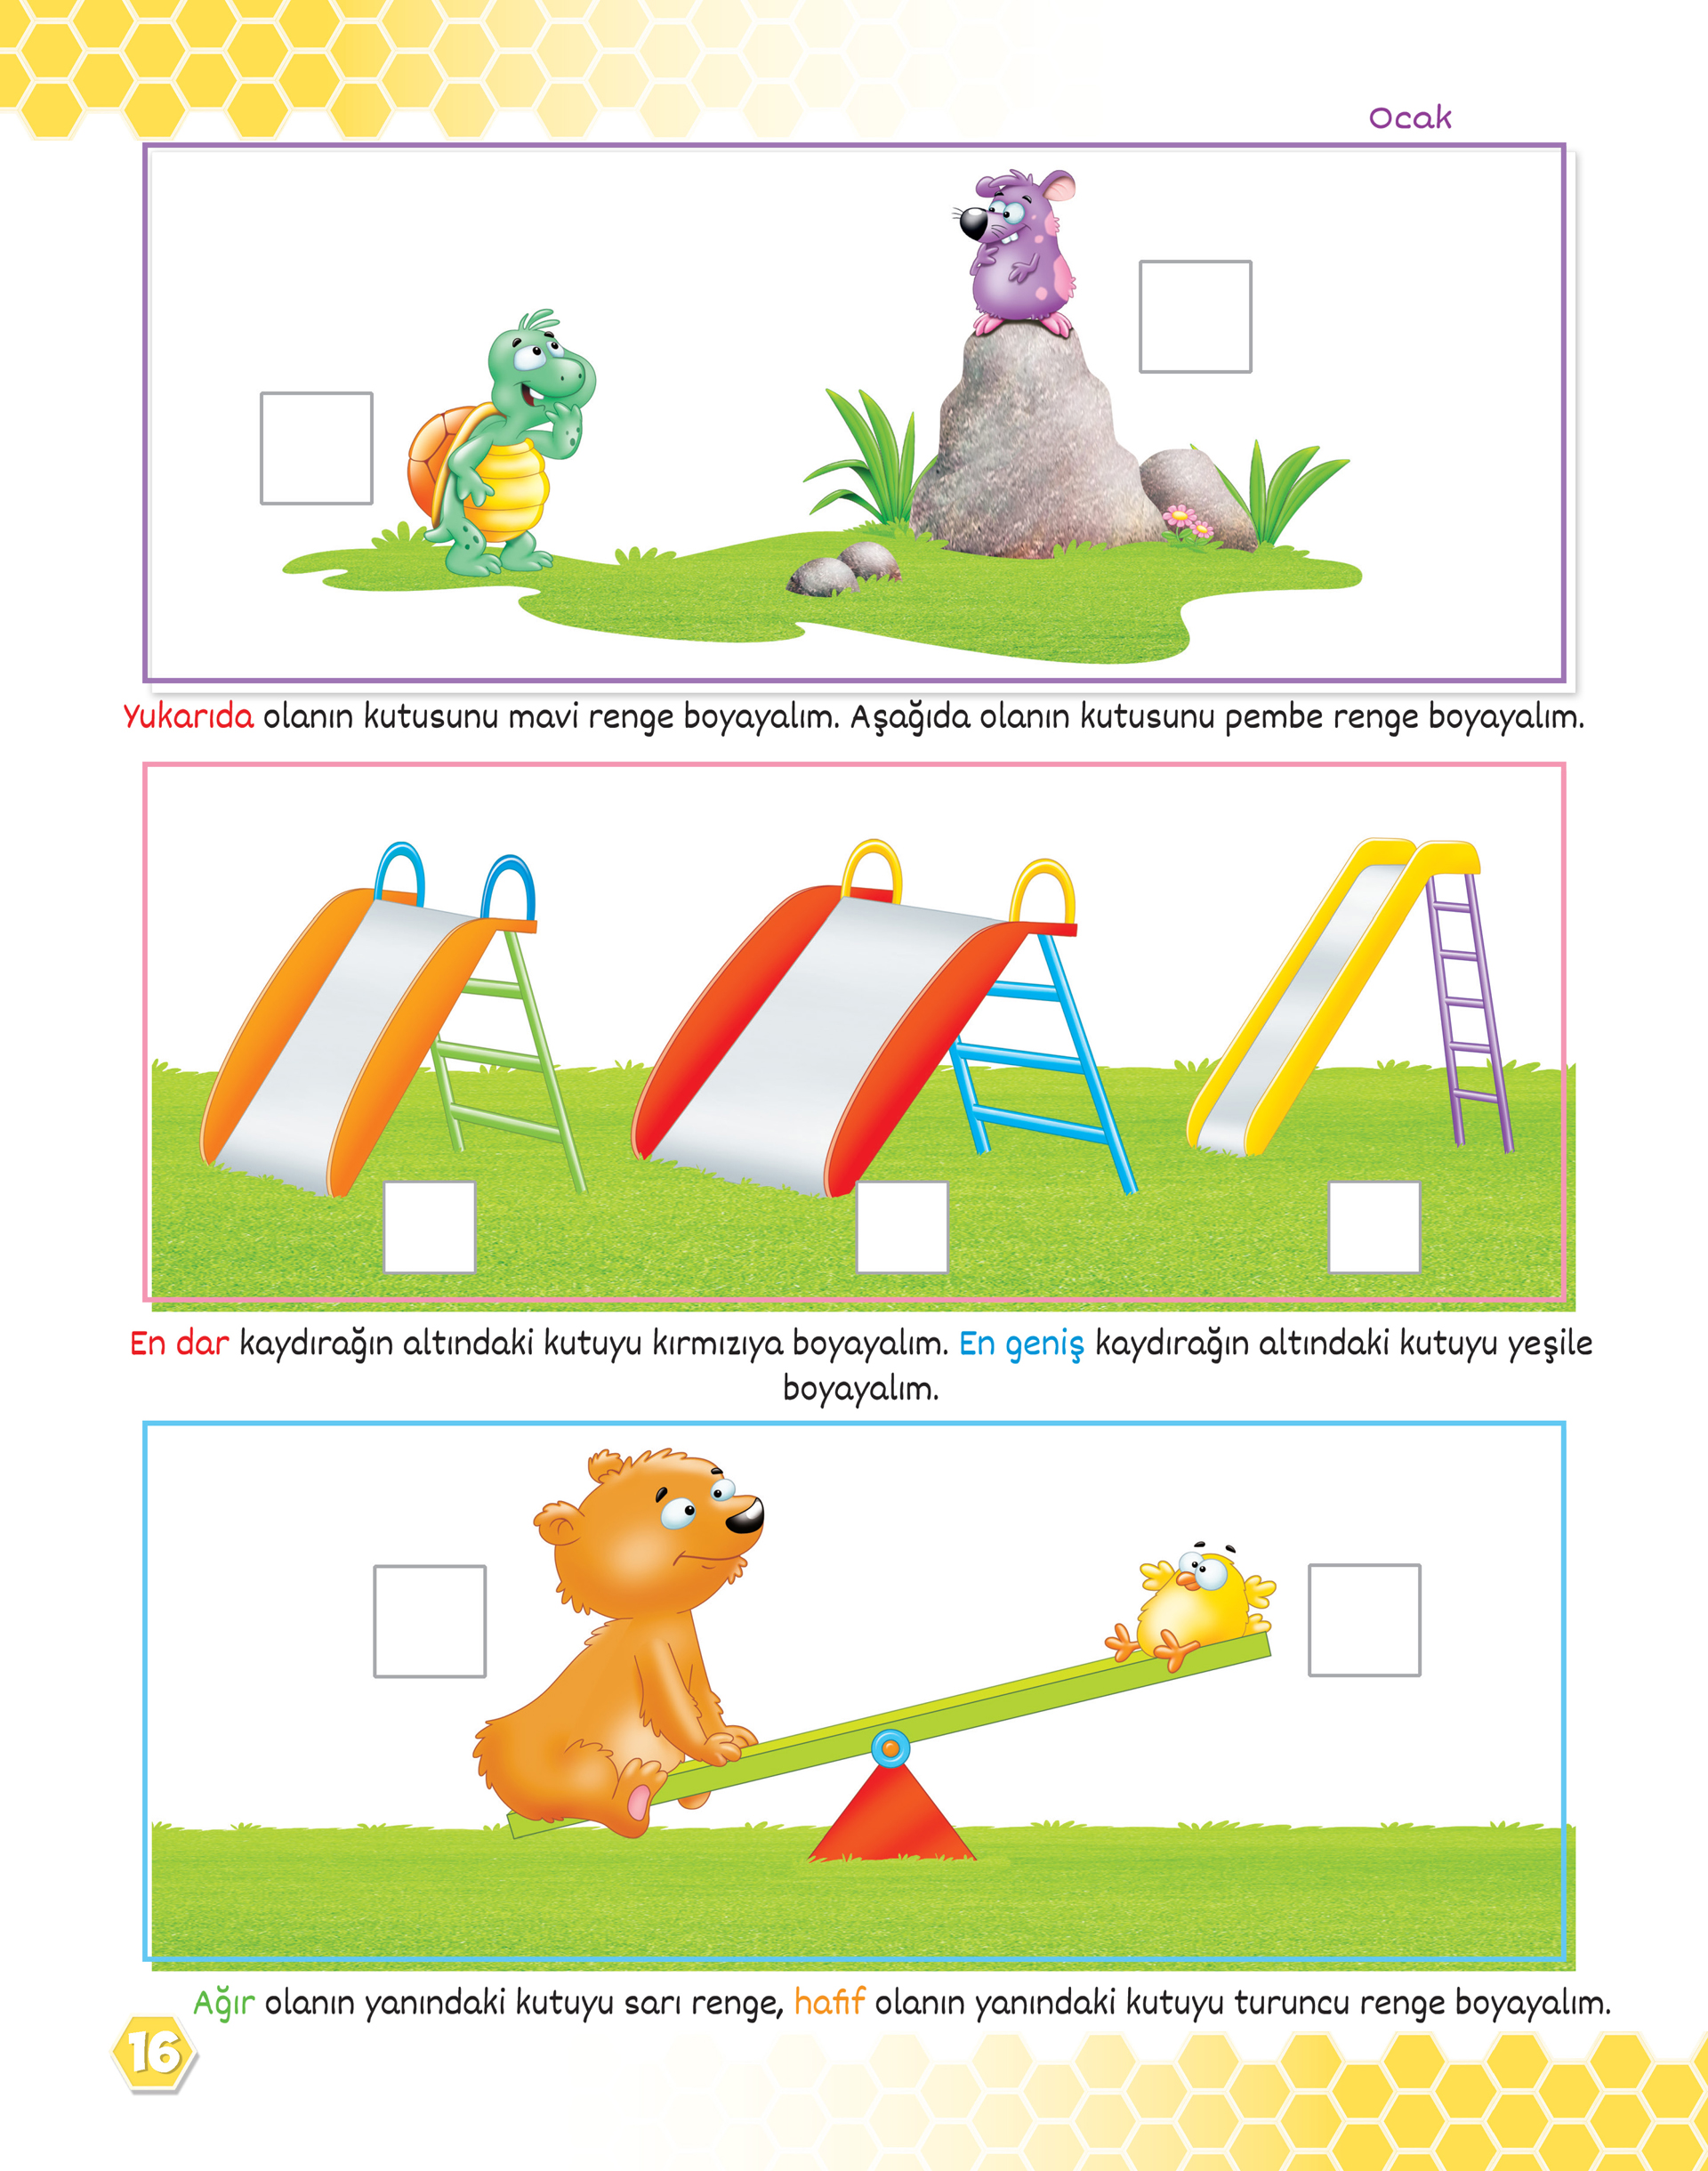 Ocak
Yukarıda olanın kutusunu mavi renge boyayalım. Aşağıda olanın kutusunu pembe renge boyayalım.
En dar kaydırağın altındaki kutuyu kırmızıya boyayalım. En geniş kaydırağın altındaki kutuyu yeşile
boyayalım.
Ağır olanın yanındaki kutuyu sarı renge, hafif olanın yanındaki kutuyu turuncu renge boyayalım.
16